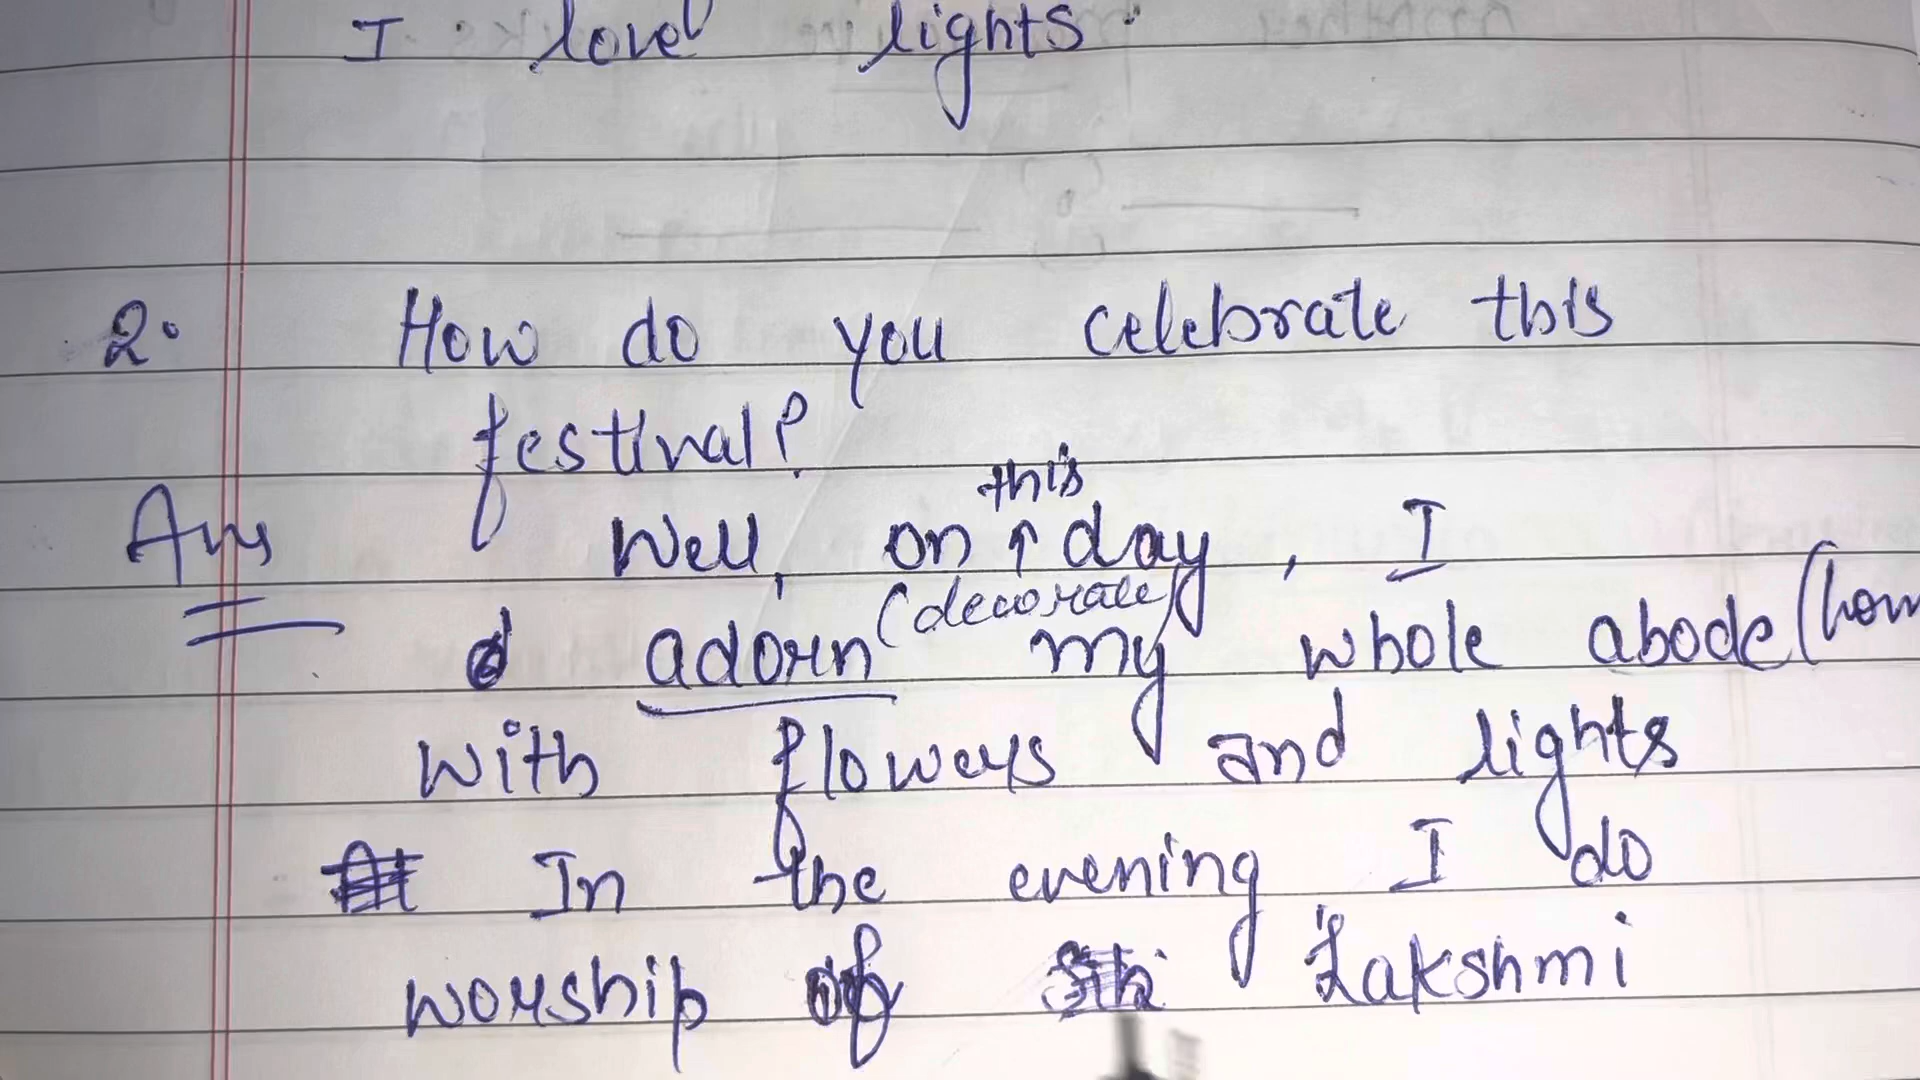 I love lights.
2. How do you celebrate this
festival?
this
Ans Well, on ↑ day, I
(decorate)
adorn my whole abode (hom
with flowers and lights
In the evening I do
worship of Lakshmi